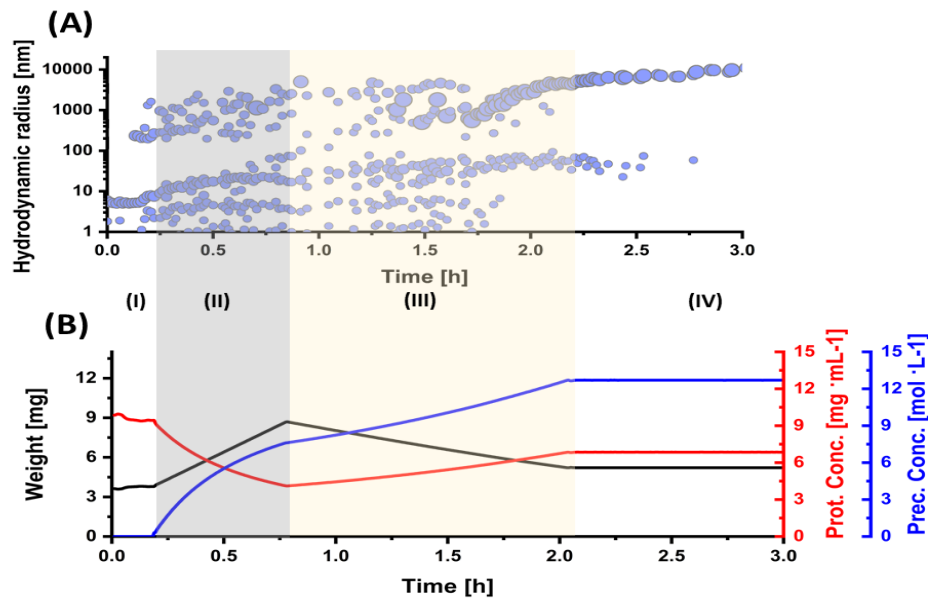 (A)
Hydrodynamic radius [nm]
10000
1000
100
10
1
0.0 0.5 1.0 1.5 2.0 2.5 3.0
Time [h]
(I) (II) (III) (IV)
(B)
Weight [mg]
12
9
6
3
0
0.0 0.5 1.0 1.5 2.0 2.5 3.0
Time [h]
15
12
9
6
3
0
Prot. Conc. [mg ·mL-1]
15
12
9
6
3
0
Prec. Conc. [mol ·L-1]